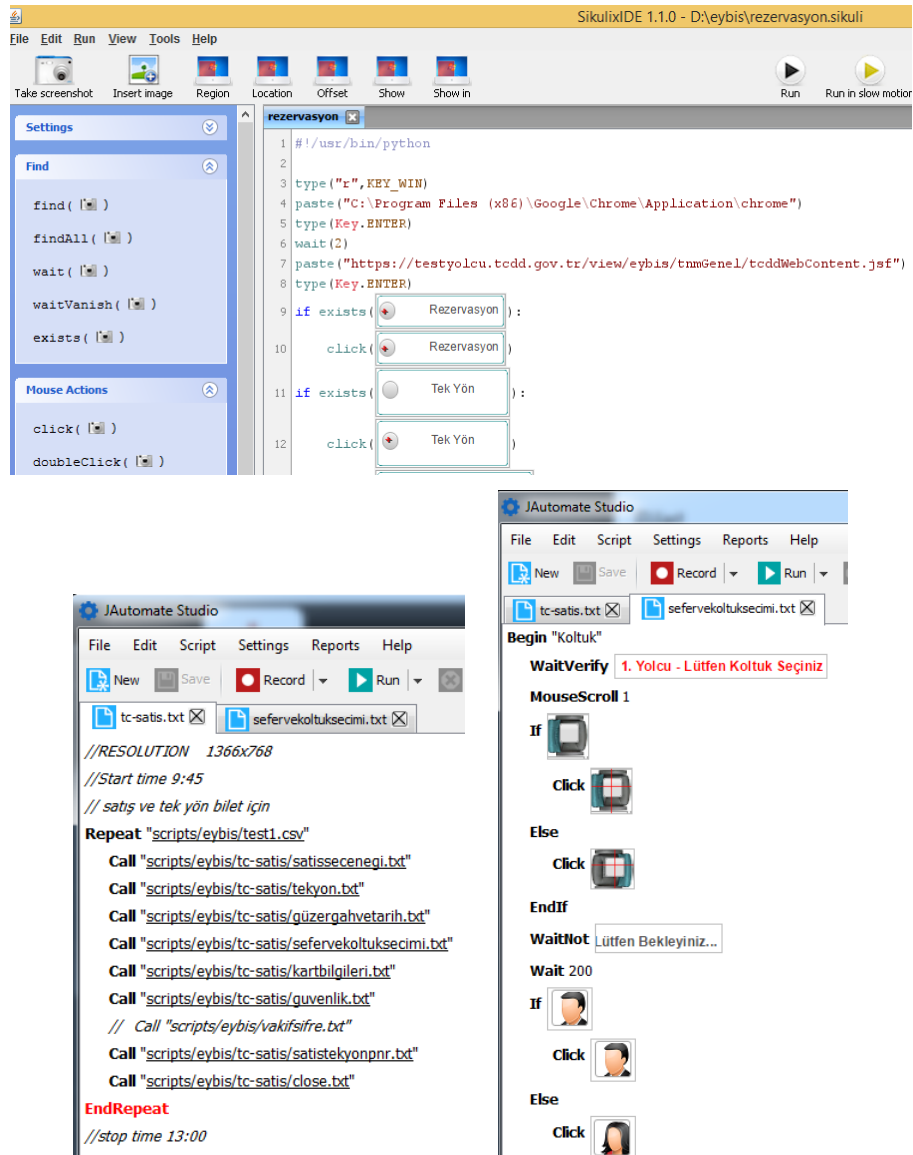 SikulixIDE 1.1.0 - D:\eybis\rezervasyon.sikuli
File Edit Run View Tools Help
Take screenshot Insert image Region Location Offset Show Show in Run Run in slow motion
Settings
Find
find( )
findAll( )
wait( )
waitVanish( )
exists( )
Mouse Actions
click( )
doubleClick( )
rezervasyon
1 #!/usr/bin/python
2
3 type("r",KEY_WIN)
4 paste("C:\Program Files (x86)\Google\Chrome\Application\chrome")
5 type(Key.ENTER)
6 wait(2)
7 paste("https://testyolcu.tcdd.gov.tr/view/eybis/tnmGenel/tcddWebContent.jsf")
8 type(Key.ENTER)
9 if exists( Rezervasyon ):
10 click( Rezervasyon )
11 if exists( Tek Yön ):
12 click( Tek Yön )
JAutomate Studio
File Edit Script Settings Reports Help
New Save Record Run
tc-satis.txt sefervekoltuksecimi.txt
//RESOLUTION 1366x768
//Start time 9:45
// satış ve tek yön bilet için
Repeat "scripts/eybis/test1.csv"
Call "scripts/eybis/tc-satis/satissecenegi.txt"
Call "scripts/eybis/tc-satis/tekyon.txt"
Call "scripts/eybis/tc-satis/güzergahvetarih.txt"
Call "scripts/eybis/tc-satis/sefervekoltuksecimi.txt"
Call "scripts/eybis/tc-satis/kartbilgileri.txt"
Call "scripts/eybis/tc-satis/guvenlik.txt"
// Call "scripts/eybis/vakifsifre.txt"
Call "scripts/eybis/tc-satis/satistekyonpnr.txt"
Call "scripts/eybis/tc-satis/close.txt"
EndRepeat
//stop time 13:00
JAutomate Studio
File Edit Script Settings Reports Help
New Save Record Run
tc-satis.txt sefervekoltuksecimi.txt
Begin "Koltuk"
WaitVerify 1. Yolcu - Lütfen Koltuk Seçiniz
MouseScroll 1
If
Click
Else
Click
EndIf
WaitNot Lütfen Bekleyiniz...
Wait 200
If
Click
Else
Click